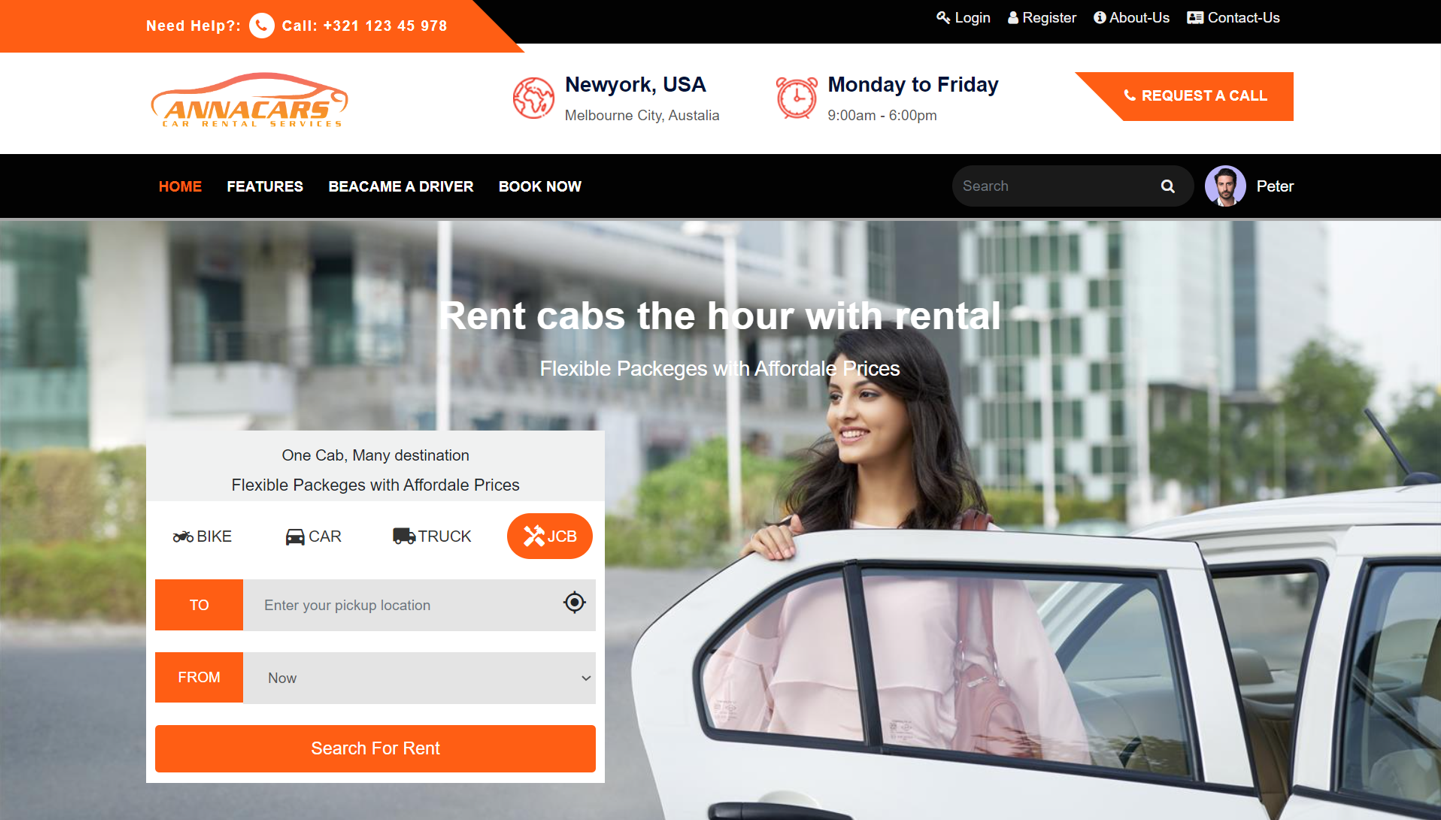 Need Help?: Call: +321 123 45 978
Login Register About-Us Contact-Us
ANNACARS
CAR RENTAL SERVICES
Newyork, USA
Melbourne City, Austalia
Monday to Friday
9:00am - 6:00pm
REQUEST A CALL
HOME FEATURES BEACAME A DRIVER BOOK NOW
Search
Peter
Rent cabs the hour with rental
Flexible Packeges with Affordale Prices
One Cab, Many destination
Flexible Packeges with Affordale Prices
BIKE CAR TRUCK JCB
TO Enter your pickup location
FROM Now
Search For Rent